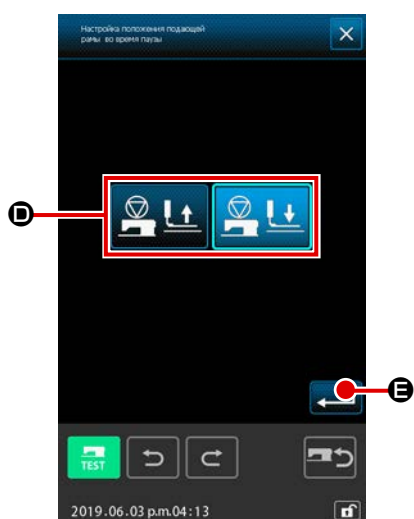 Настройка положения подающей
рамы во время паузы
D
E
TEST
2019.06.03 p.m.04:13